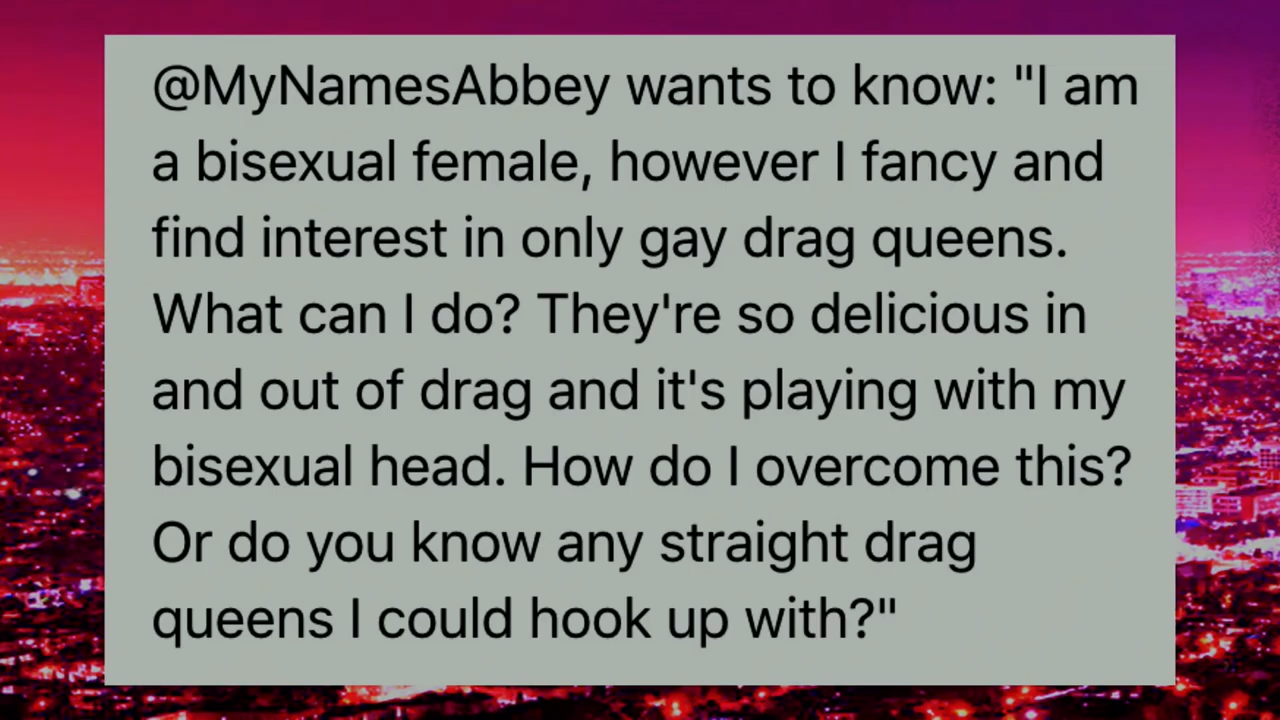 @MyNamesAbbey wants to know: "I am
a bisexual female, however I fancy and
find interest in only gay drag queens.
What can I do? They're so delicious in
and out of drag and it's playing with my
bisexual head. How do I overcome this?
Or do you know any straight drag
queens I could hook up with?"